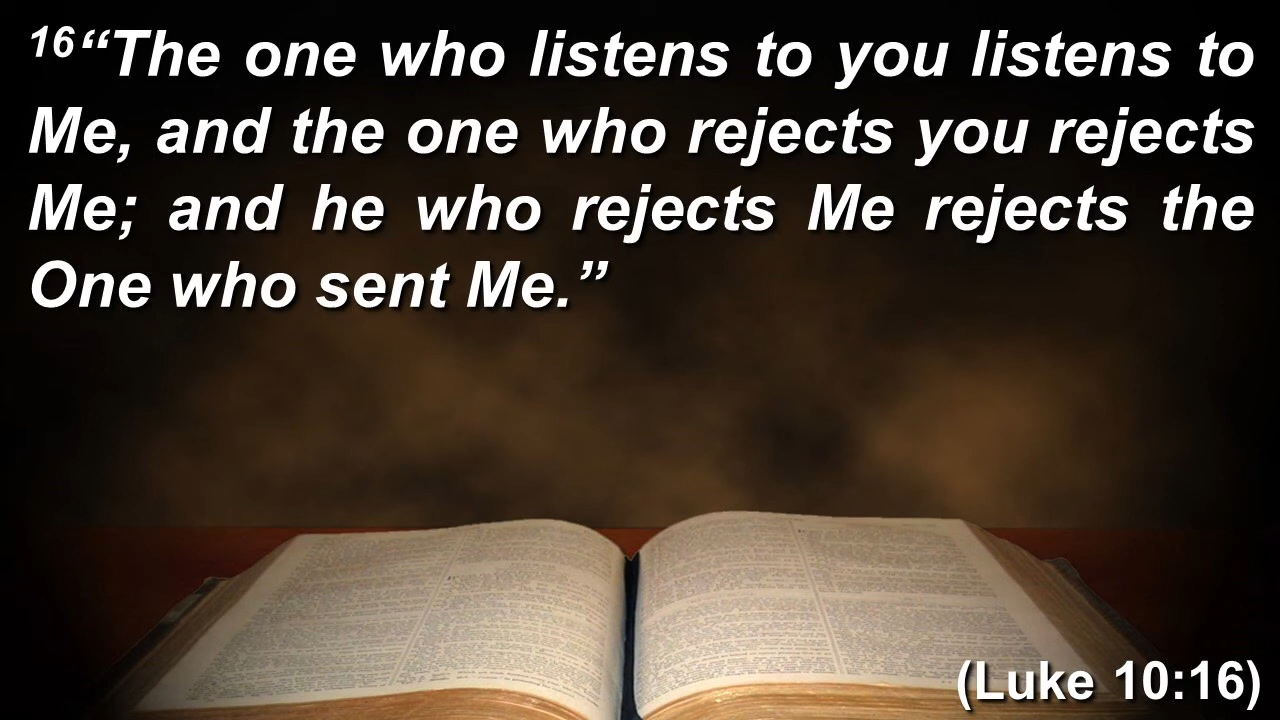 16“The one who listens to you listens to
Me, and the one who rejects you rejects
Me; and he who rejects Me rejects the
One who sent Me.”
(Luke 10:16)